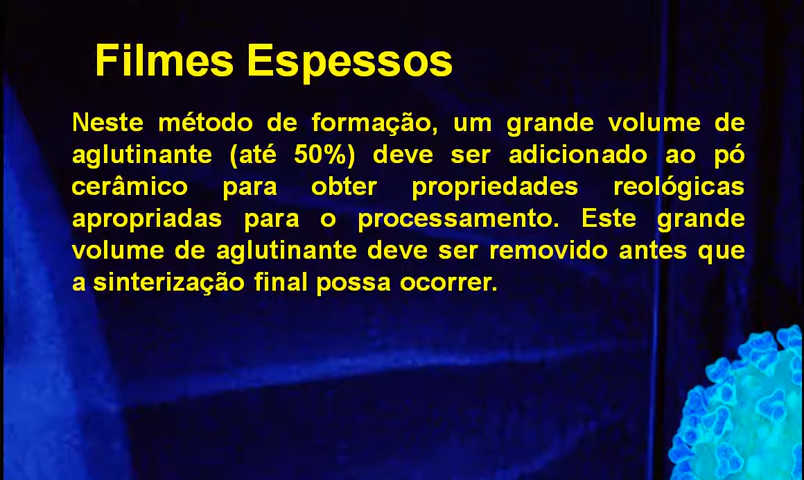 Filmes Espessos
Neste método de formação, um grande volume de
aglutinante (até 50%) deve ser adicionado ao pó
cerâmico para obter propriedades reológicas
apropriadas para o processamento. Este grande
volume de aglutinante deve ser removido antes que
a sinterização final possa ocorrer.